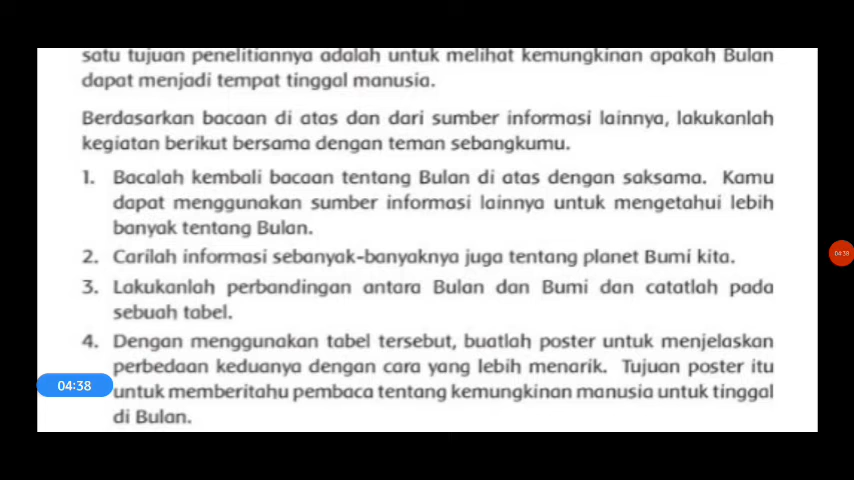 satu tujuan penelitiannya adalah untuk melihat kemungkinan apakah Bulan
dapat menjadi tempat tinggal manusia.
Berdasarkan bacaan di atas dan dari sumber informasi lainnya, lakukanlah
kegiatan berikut bersama dengan teman sebangkumu.
1. Bacalah kembali bacaan tentang Bulan di atas dengan saksama. Kamu
dapat menggunakan sumber informasi lainnya untuk mengetahui lebih
banyak tentang Bulan.
2. Carilah informasi sebanyak-banyaknya juga tentang planet Bumi kita.
3. Lakukanlah perbandingan antara Bulan dan Bumi dan catatlah pada
sebuah tabel.
4. Dengan menggunakan tabel tersebut, buatlah poster untuk menjelaskan
perbedaan keduanya dengan cara yang lebih menarik. Tujuan poster itu
untuk memberitahu pembaca tentang kemungkinan manusia untuk tinggal
di Bulan.
04:38
04:38